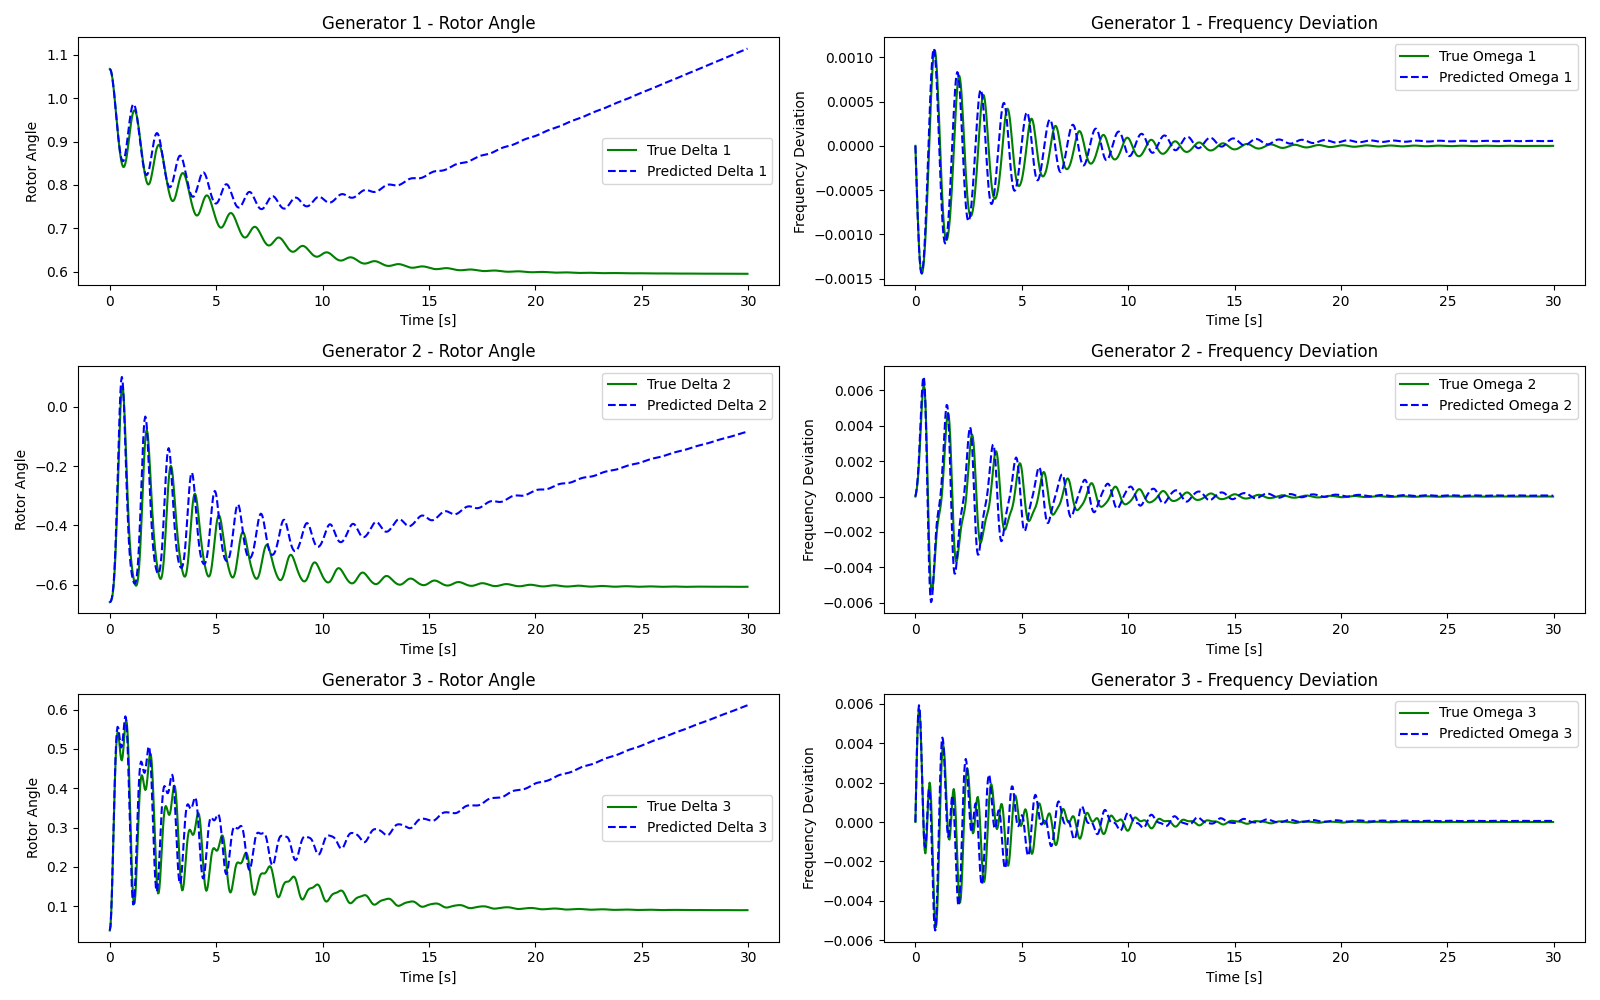 Generator 1 - Rotor Angle
1.1
1.0
0.9
0.8
0.7
0.6
Rotor Angle
True Delta 1
Predicted Delta 1
0 5 10 15 20 25 30
Time [s]
Generator 1 - Frequency Deviation
0.0010
0.0005
0.0000
−0.0005
−0.0010
−0.0015
Frequency Deviation
True Omega 1
Predicted Omega 1
0 5 10 15 20 25 30
Time [s]
Generator 2 - Rotor Angle
0.0
−0.2
−0.4
−0.6
Rotor Angle
True Delta 2
Predicted Delta 2
0 5 10 15 20 25 30
Time [s]
Generator 2 - Frequency Deviation
0.006
0.004
0.002
0.000
−0.002
−0.004
−0.006
Frequency Deviation
True Omega 2
Predicted Omega 2
0 5 10 15 20 25 30
Time [s]
Generator 3 - Rotor Angle
0.6
0.5
0.4
0.3
0.2
0.1
Rotor Angle
True Delta 3
Predicted Delta 3
0 5 10 15 20 25 30
Time [s]
Generator 3 - Frequency Deviation
0.006
0.004
0.002
0.000
−0.002
−0.004
−0.006
Frequency Deviation
True Omega 3
Predicted Omega 3
0 5 10 15 20 25 30
Time [s]